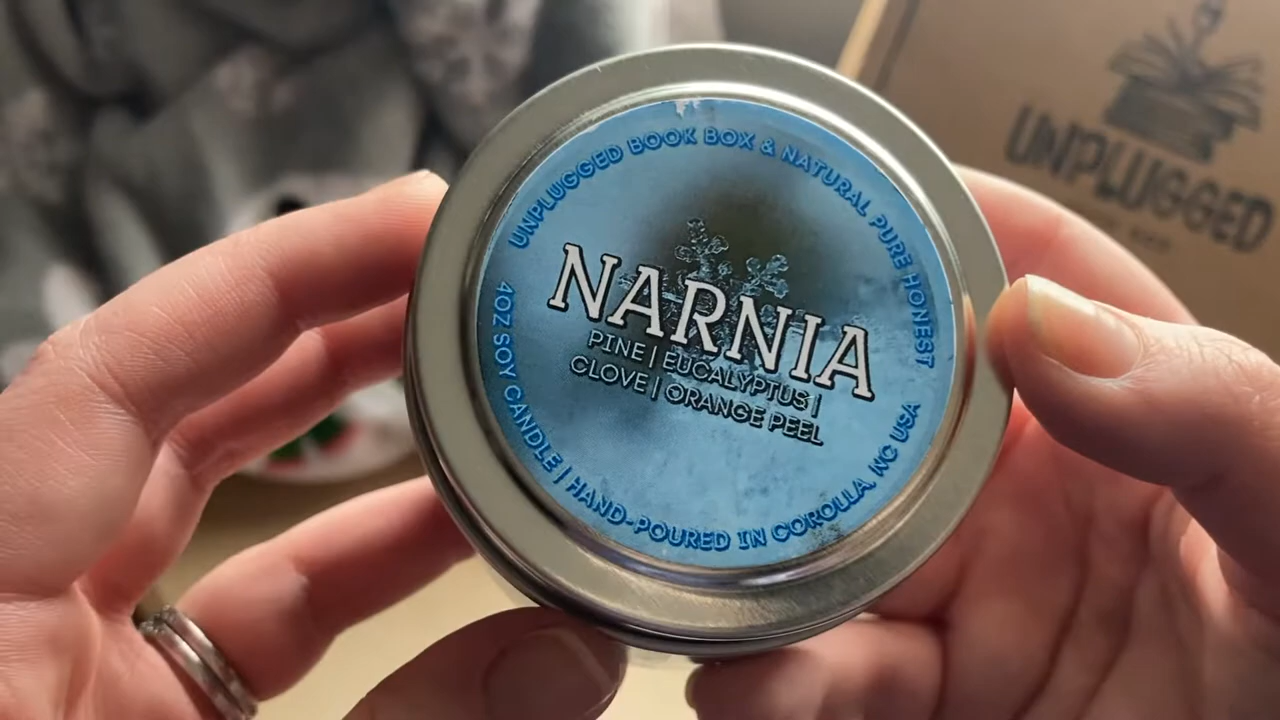 UNPLUGGED BOOK BOX & NATURAL PURE HONEST
NARNIA
PINE | EUCALYPTUS |
CLOVE | ORANGE PEEL
4OZ SOY CANDLE | HAND-POURED IN COROLLA, NC USA
UNPLUGGED